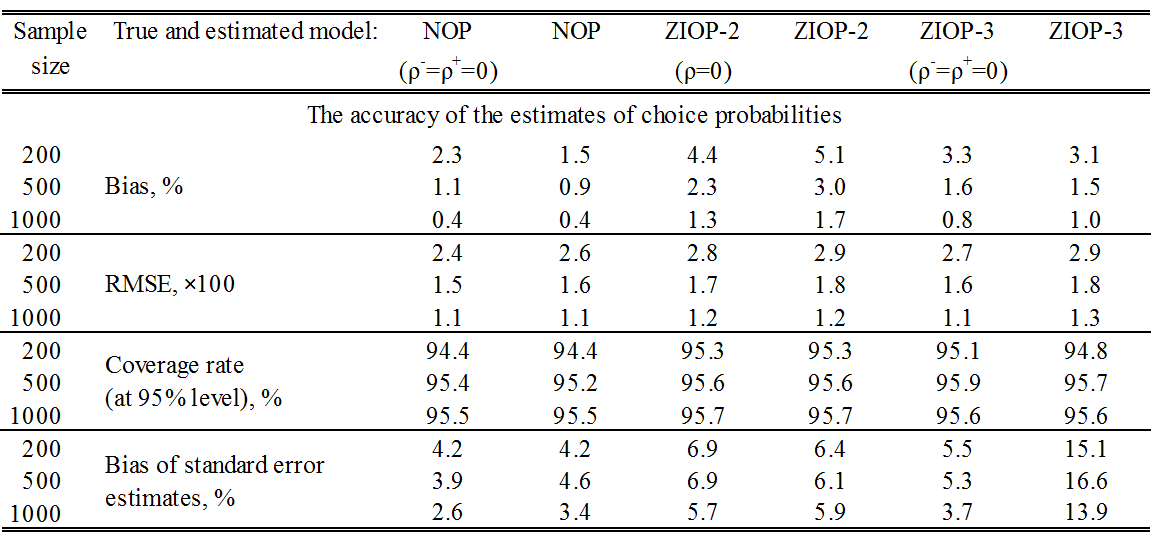 Sample size True and estimated model: NOP NOP ZIOP-2 ZIOP-2 ZIOP-3 ZIOP-3
(ρ⁻=ρ⁺=0) (ρ=0) (ρ⁻=ρ⁺=0)
The accuracy of the estimates of choice probabilities
200 2.3 1.5 4.4 5.1 3.3 3.1
500 Bias, % 1.1 0.9 2.3 3.0 1.6 1.5
1000 0.4 0.4 1.3 1.7 0.8 1.0
200 2.4 2.6 2.8 2.9 2.7 2.9
500 RMSE, ×100 1.5 1.6 1.7 1.8 1.6 1.8
1000 1.1 1.1 1.2 1.2 1.1 1.3
200 Coverage rate 94.4 94.4 95.3 95.3 95.1 94.8
500 (at 95% level), % 95.4 95.2 95.6 95.6 95.9 95.7
1000 95.5 95.5 95.7 95.7 95.6 95.6
200 Bias of standard error 4.2 4.2 6.9 6.4 5.5 15.1
500 estimates, % 3.9 4.6 6.9 6.1 5.3 16.6
1000 2.6 3.4 5.7 5.9 3.7 13.9